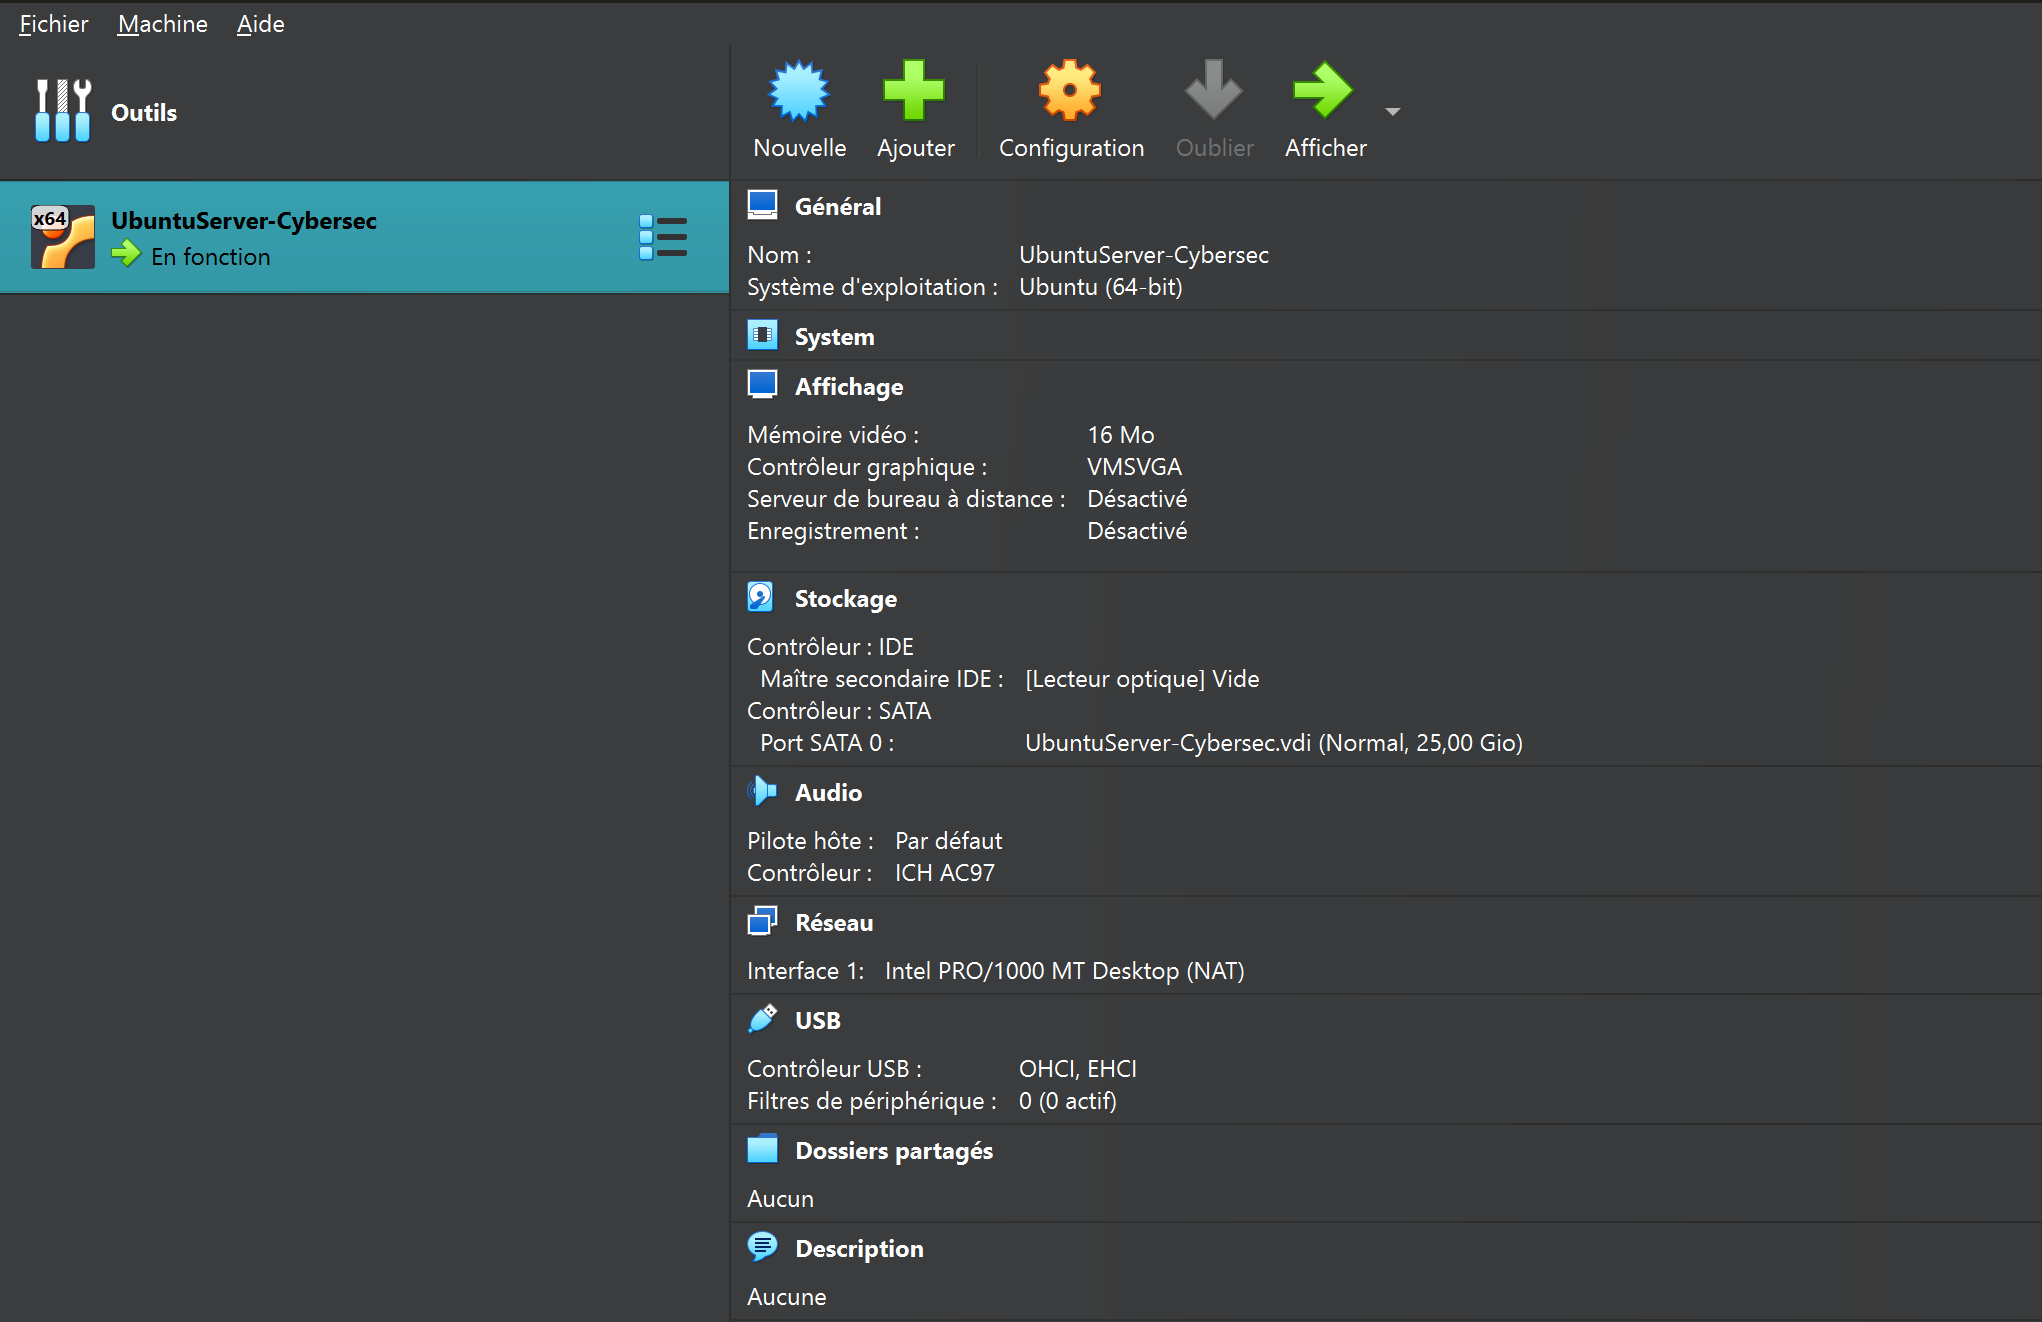 Fichier Machine Aide
Outils
Nouvelle Ajouter Configuration Oublier Afficher
x64
UbuntuServer-Cybersec
En fonction
Général
Nom : UbuntuServer-Cybersec
Système d'exploitation : Ubuntu (64-bit)
System
Affichage
Mémoire vidéo : 16 Mo
Contrôleur graphique : VMSVGA
Serveur de bureau à distance : Désactivé
Enregistrement : Désactivé
Stockage
Contrôleur : IDE
Maître secondaire IDE : [Lecteur optique] Vide
Contrôleur : SATA
Port SATA 0 : UbuntuServer-Cybersec.vdi (Normal, 25,00 Gio)
Audio
Pilote hôte : Par défaut
Contrôleur : ICH AC97
Réseau
Interface 1: Intel PRO/1000 MT Desktop (NAT)
USB
Contrôleur USB : OHCI, EHCI
Filtres de périphérique : 0 (0 actif)
Dossiers partagés
Aucun
Description
Aucune